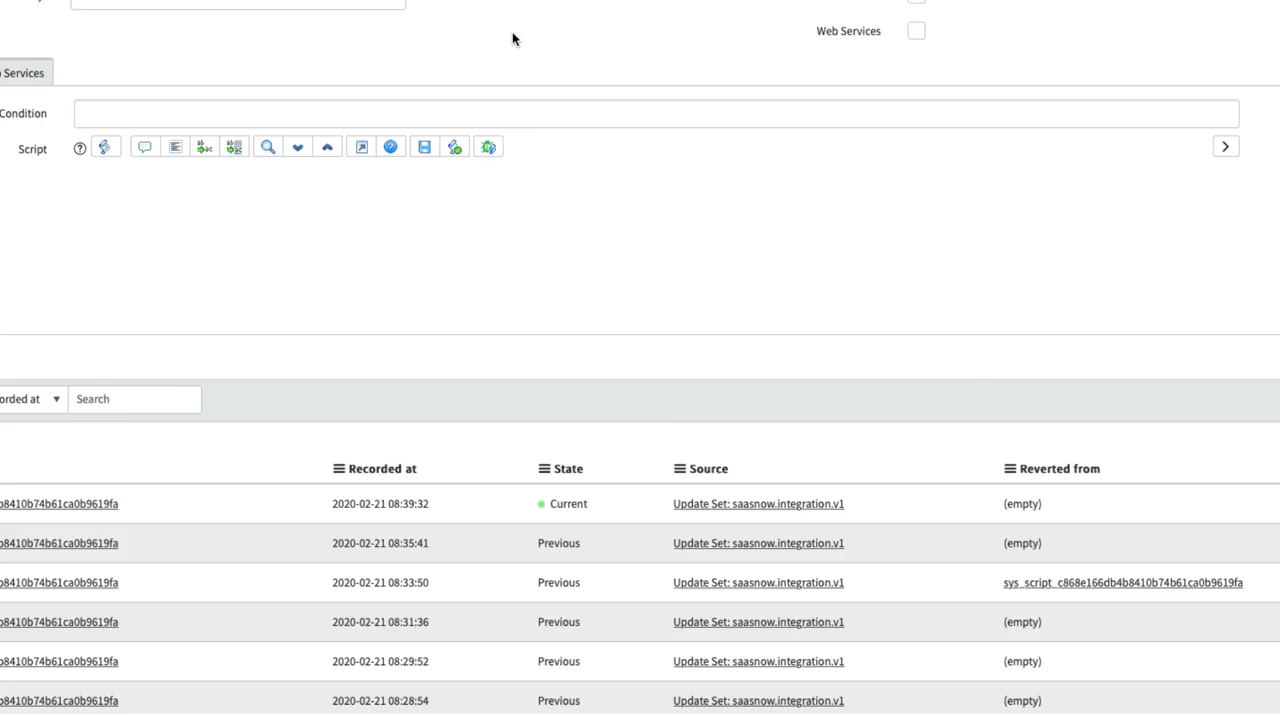 Web Services
Services
Condition
Script
orded at ▼ Search
Recorded at State Source Reverted from
b8410b74b61ca0b9619fa 2020-02-21 08:39:32 Current Update Set: saasnow.integration.v1 (empty)
b8410b74b61ca0b9619fa 2020-02-21 08:35:41 Previous Update Set: saasnow.integration.v1 (empty)
b8410b74b61ca0b9619fa 2020-02-21 08:33:50 Previous Update Set: saasnow.integration.v1 sys_script_c868e166db4b8410b74b61ca0b9619fa
b8410b74b61ca0b9619fa 2020-02-21 08:31:36 Previous Update Set: saasnow.integration.v1 (empty)
b8410b74b61ca0b9619fa 2020-02-21 08:29:52 Previous Update Set: saasnow.integration.v1 (empty)
b8410b74b61ca0b9619fa 2020-02-21 08:28:54 Previous Update Set: saasnow.integration.v1 (empty)